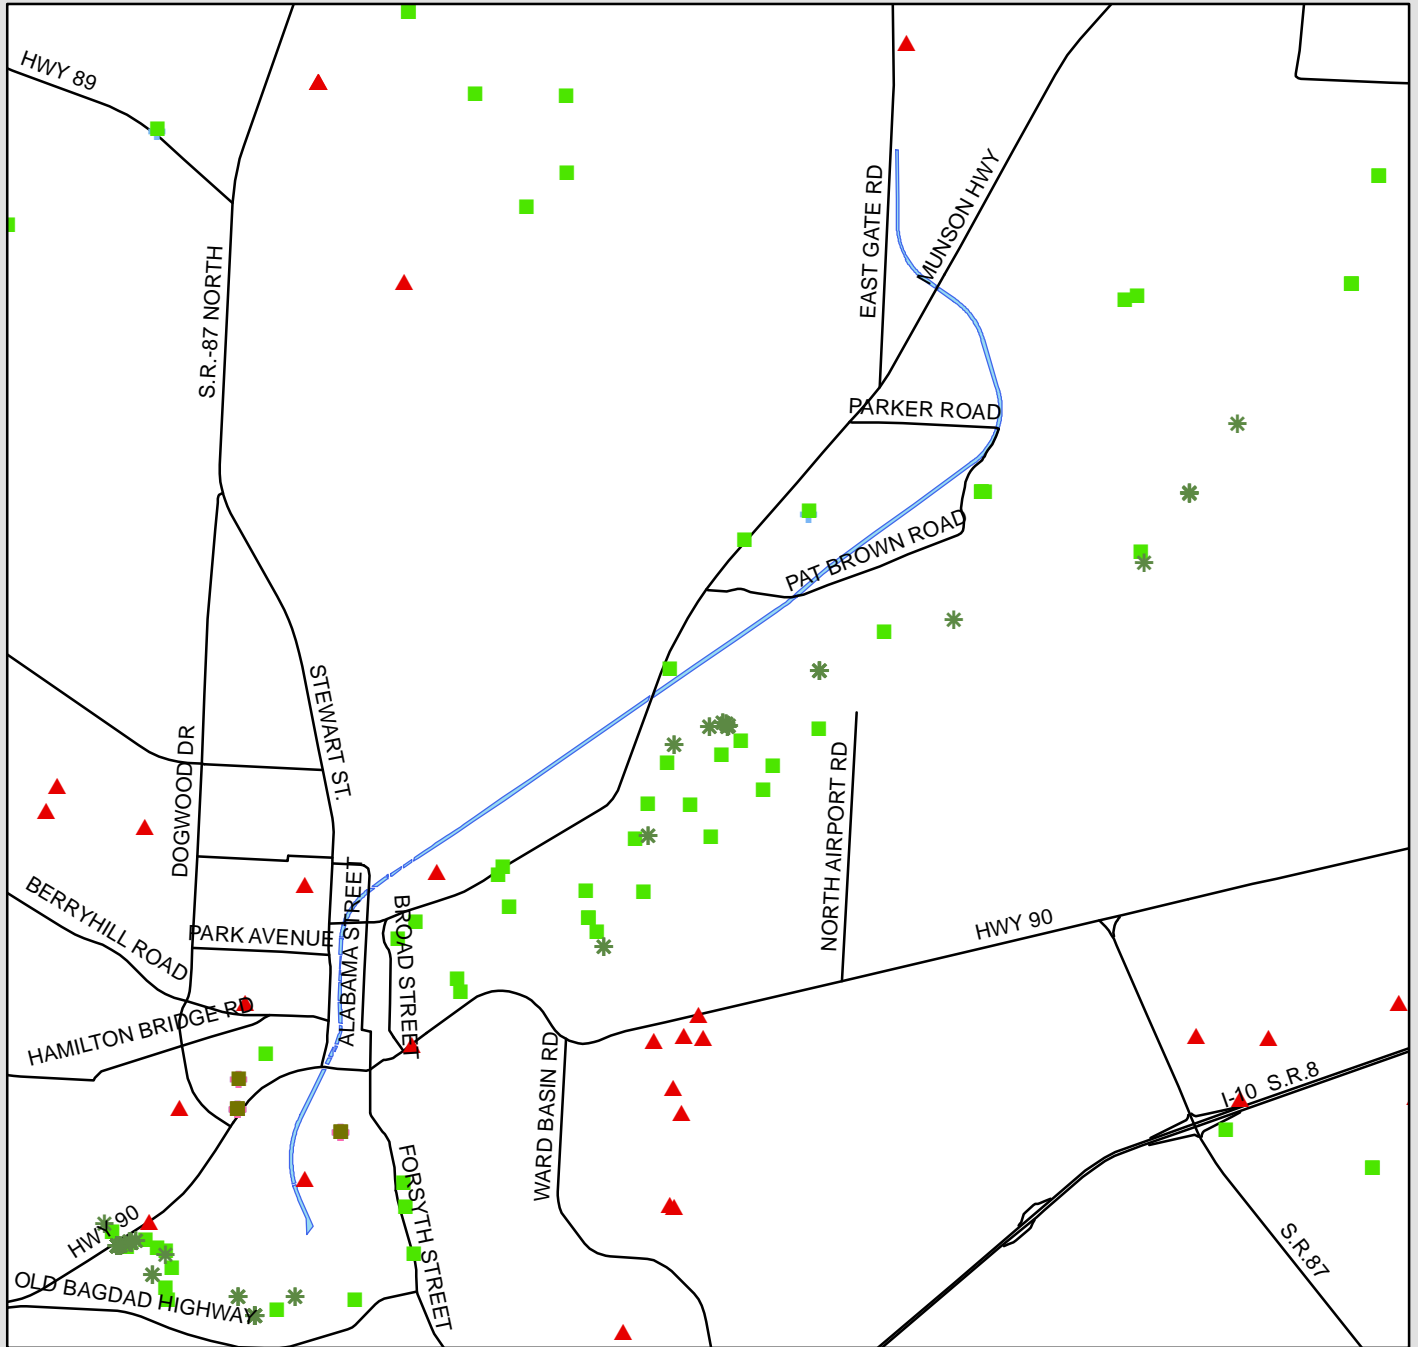 HWY 89
S.R.-87 NORTH
EAST GATE RD
MUNSON HWY
PARKER ROAD
PAT BROWN ROAD
STEWART ST.
DOGWOOD DR
NORTH AIRPORT RD
BERRYHILL ROAD
PARK AVENUE
ALABAMA STREET
BROAD STREET
HWY 90
HAMILTON BRIDGE RD
WARD BASIN RD
I-10 S.R.8
FORSYTH STREET
HWY 90
S.R.87
OLD BAGDAD HIGHWAY